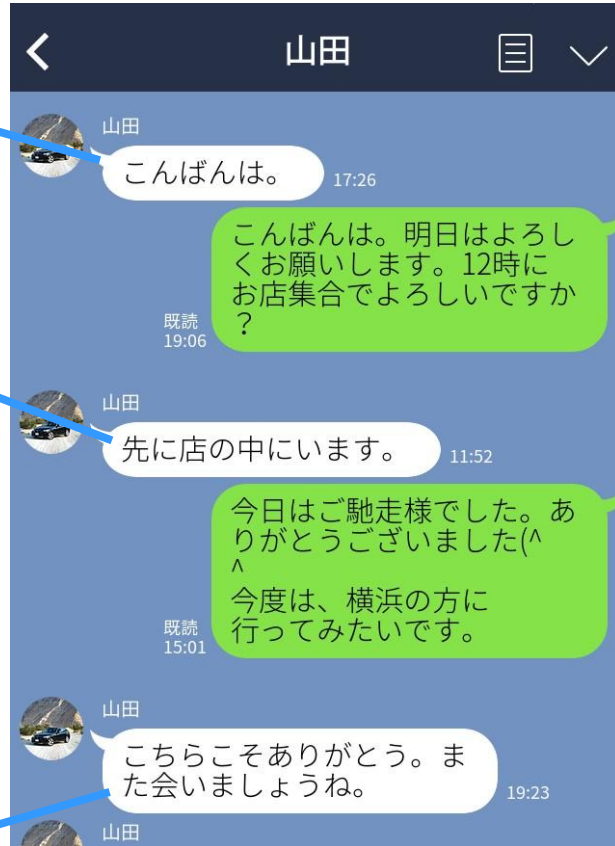 山田
山田
こんばんは。
17:26
こんばんは。明日はよろし
くお願いします。12時に
お店集合でよろしいですか
?
既読
19:06
山田
先に店の中にいます。
11:52
今日はご馳走様でした。あ
りがとうございました(^
^
今度は、横浜の方に
行ってみたいです。
既読
15:01
山田
こちらこそありがとう。ま
た会いましょうね。
19:23
山田